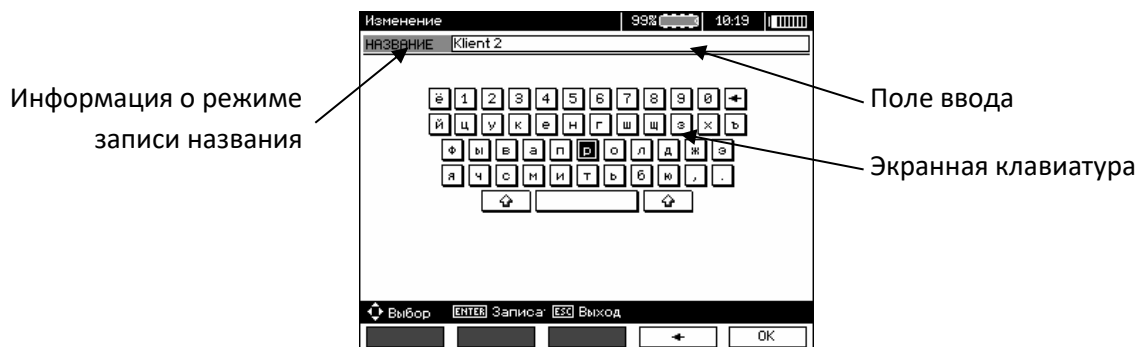 Изменение 99% 10:19
НАЗВАНИЕ Klient 2
Информация о режиме записи названия
Поле ввода
Экранная клавиатура
ё 1 2 3 4 5 6 7 8 9 0 ←
й ц у к е н г ш щ з х ъ
ф ы в а п р о л д ж э
я ч с м и т ь б ю , .
Выбор ENTER Записа ESC Выход
← OK